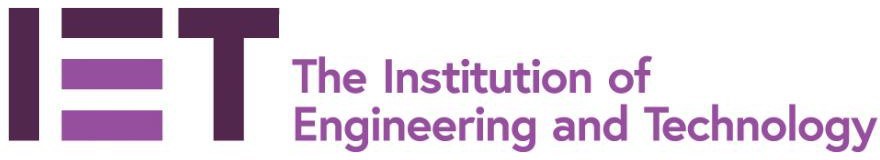 IET
The Institution of
Engineering and Technology